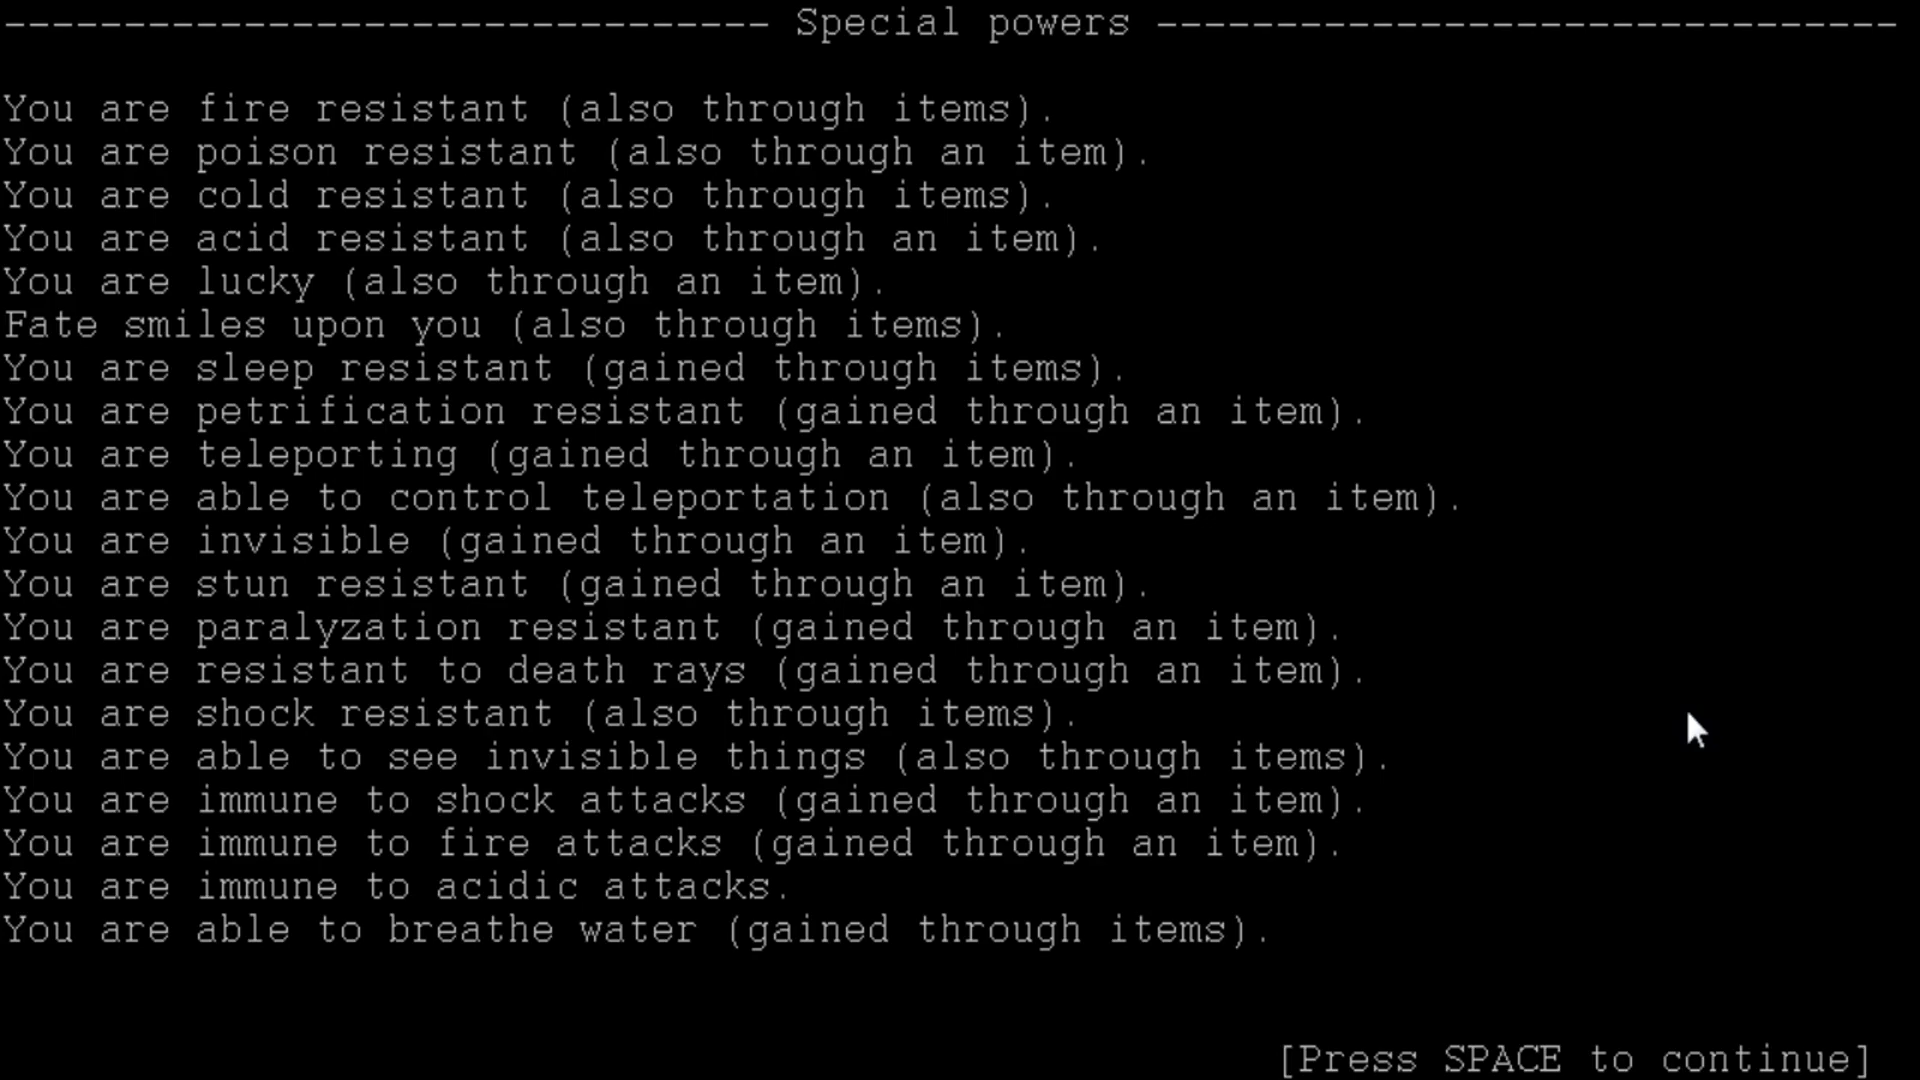 -------------------------------- Special powers -------------------------------
You are fire resistant (also through items).
You are poison resistant (also through an item).
You are cold resistant (also through items).
You are acid resistant (also through an item).
You are lucky (also through an item).
Fate smiles upon you (also through items).
You are sleep resistant (gained through items).
You are petrification resistant (gained through an item).
You are teleporting (gained through an item).
You are able to control teleportation (also through an item).
You are invisible (gained through an item).
You are stun resistant (gained through an item).
You are paralyzation resistant (gained through an item).
You are resistant to death rays (gained through an item).
You are shock resistant (also through items).
You are able to see invisible things (also through items).
You are immune to shock attacks (gained through an item).
You are immune to fire attacks (gained through an item).
You are immune to acidic attacks.
You are able to breathe water (gained through items).
[Press SPACE to continue]